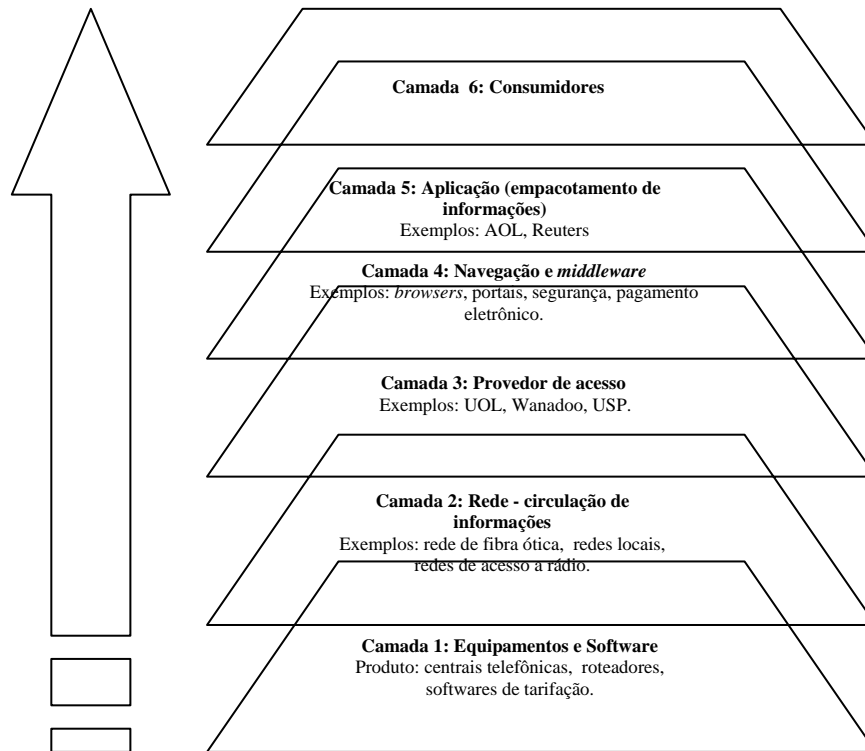 Camada 6: Consumidores
Camada 5: Aplicação (empacotamento de
informações)
Exemplos: AOL, Reuters
Camada 4: Navegação e middleware
Exemplos: browsers, portais, segurança, pagamento
eletrônico.
Camada 3: Provedor de acesso
Exemplos: UOL, Wanadoo, USP.
Camada 2: Rede - circulação de
informações
Exemplos: rede de fibra ótica, redes locais,
redes de acesso a rádio.
Camada 1: Equipamentos e Software
Produto: centrais telefônicas, roteadores,
softwares de tarifação.